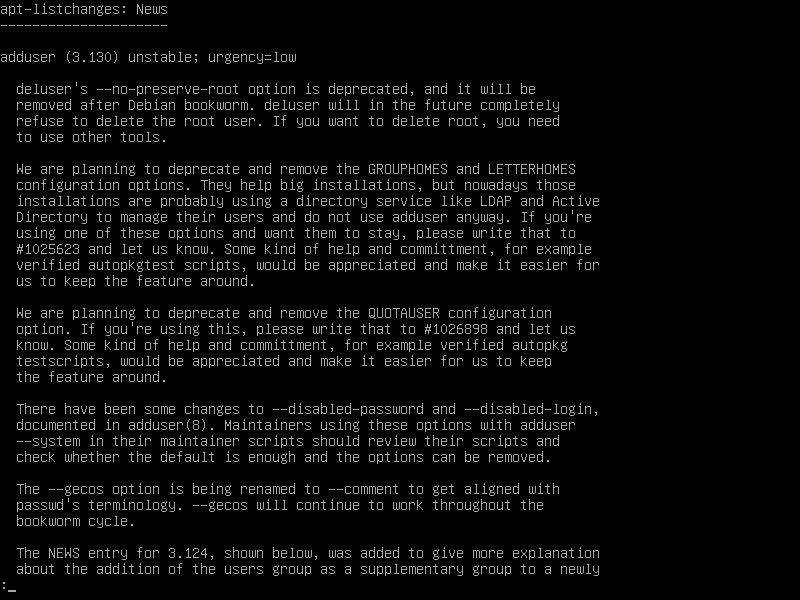 apt-listchanges: News
---------------------
adduser (3.130) unstable; urgency=low
deluser's --no-preserve-root option is deprecated, and it will be
removed after Debian bookworm. deluser will in the future completely
refuse to delete the root user. If you want to delete root, you need
to use other tools.
We are planning to deprecate and remove the GROUPHOMES and LETTERHOMES
configuration options. They help big installations, but nowadays those
installations are probably using a directory service like LDAP and Active
Directory to manage their users and do not use adduser anyway. If you're
using one of these options and want them to stay, please write that to
#1025623 and let us know. Some kind of help and committment, for example
verified autopkgtest scripts, would be appreciated and make it easier for
us to keep the feature around.
We are planning to deprecate and remove the QUOTAUSER configuration
option. If you're using this, please write that to #1026898 and let us
know. Some kind of help and committment, for example verified autopkg
testscripts, would be appreciated and make it easier for us to keep
the feature around.
There have been some changes to --disabled-password and --disabled-login,
documented in adduser(8). Maintainers using these options with adduser
--system in their maintainer scripts should review their scripts and
check whether the default is enough and the options can be removed.
The --gecos option is being renamed to --comment to get aligned with
passwd's terminology. --gecos will continue to work throughout the
bookworm cycle.
The NEWS entry for 3.124, shown below, was added to give more explanation
about the addition of the users group as a supplementary group to a newly
:_